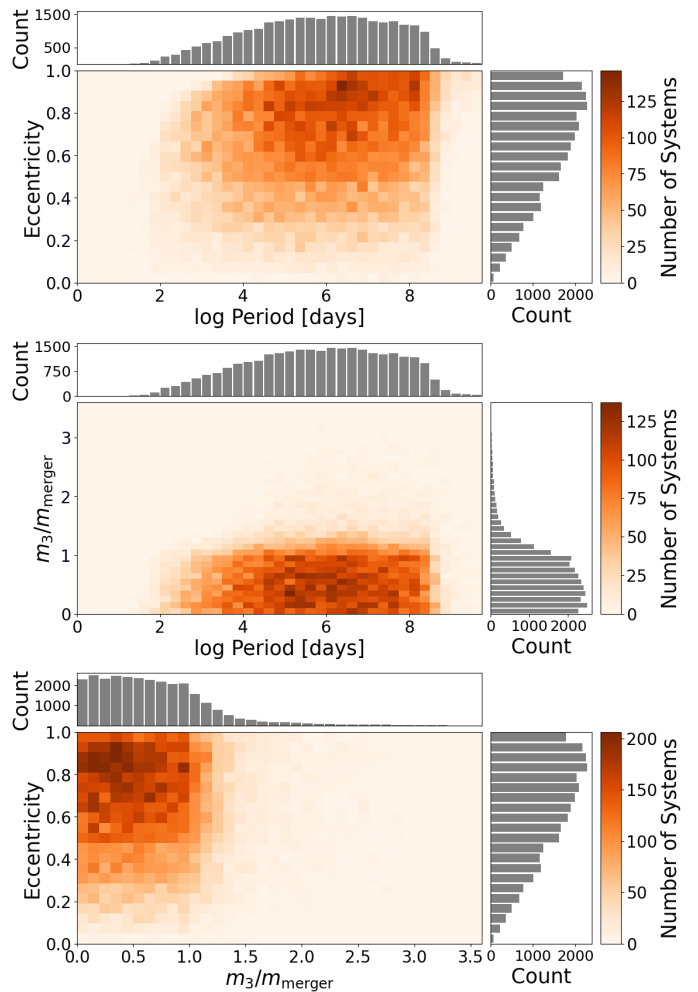 Count
1500
500
Eccentricity
1.0
0.8
0.6
0.4
0.2
0.0
0 2 4 6 8
log Period [days]
0 1000 2000
Count
125
100
75
50
25
0
Number of Systems
Count
1500
750
0
m₃/m_merger
3
2
1
0
0 2 4 6 8
log Period [days]
0 1000 2000
Count
125
100
75
50
25
0
Number of Systems
Count
2000
1000
Eccentricity
1.0
0.8
0.6
0.4
0.2
0.0
0.0 0.5 1.0 1.5 2.0 2.5 3.0 3.5
m₃/m_merger
0 1000 2000
Count
200
150
100
50
0
Number of Systems